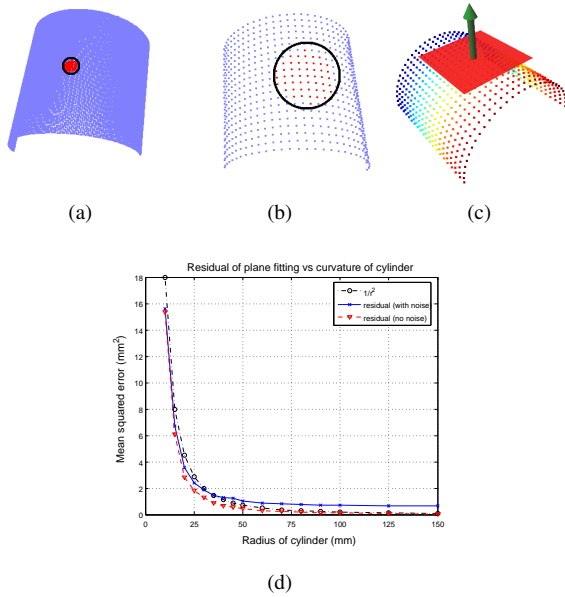 (a)
(b)
(c)
Residual of plane fitting vs curvature of cylinder
18
16
14
12
10
8
6
4
2
0
Mean squared error (mm²)
1/r²
residual (with noise)
residual (no noise)
0
25
50
75
100
125
150
Radius of cylinder (mm)
(d)